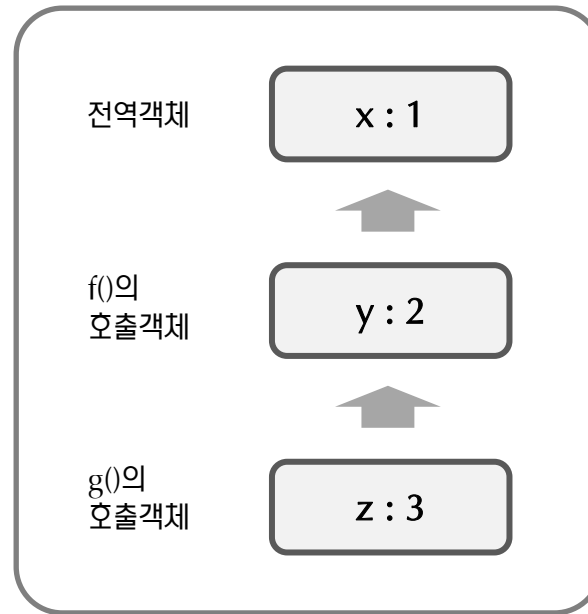 전역객체
x : 1
f()의
호출객체
y : 2
g()의
호출객체
z : 3